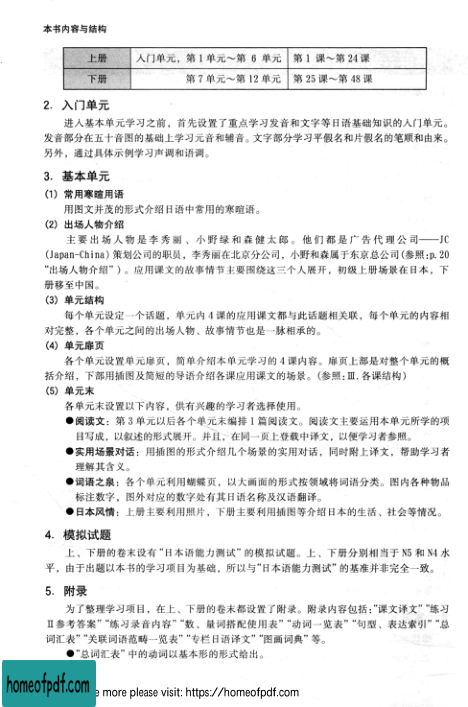 本书内容与结构
上册 入门单元，第1单元～第 6 单元 第 1 课～第24课
下册 第7单元～第12单元 第25课～第48课
2. 入门单元
进入基本单元学习之前，首先设置了重点学习发音和文字等日语基础知识的入门单元。
发音部分在五十音图的基础上学习元音和辅音。文字部分学习平假名和片假名的笔顺和由来。
另外，通过具体示例学习声调和语调。
3. 基本单元
(1) 常用寒暄用语
用图文并茂的形式介绍日语中常用的寒暄语。
(2) 出场人物介绍
主要出场人物是李秀丽、小野绿和森健太郎。他们都是广告代理公司——JC
(Japan-China) 策划公司的职员，李秀丽在北京分公司，小野和森属于东京总公司(参照:p.20
“出场人物介绍”)。应用课文的故事情节主要围绕这三个人展开，初级上册场景在日本，下
册移至中国。
(3) 单元结构
每个单元设定一个话题，单元内4课的应用课文都与此话题相关联，每个单元的内容相
对完整，各个单元之间的出场人物、故事情节也是一脉相承的。
(4) 单元扉页
各个单元设置单元扉页，简单介绍本单元学习的4课内容。扉页上部是对整个单元的概
括介绍，下部用插图及简短的导语介绍各课应用课文的场景。(参照:Ⅲ.各课结构)
(5) 单元末
各单元末设置以下内容，供有兴趣的学习者选择使用。
●阅读文：第3单元以后各个单元末编排1篇阅读文。阅读文主要运用本单元所学的项
目写成，以叙述的形式展开。并且，在同一页上登载中译文，以便学习者参照。
●实用场景对话：用插图的形式介绍几个场景的实用对话，同时附上译文，帮助学习者
理解其含义。
●词语之泉：各个单元利用蝴蝶页，以大画面的形式按领域将词语分类。图内各种物品
标注数字，图外对应的数字处有其日语名称及汉语翻译。
●日本风情：上册主要利用照片，下册主要利用插图等介绍日本的生活、社会等情况。
4. 模拟试题
上、下册的卷末设有“日本语能力测试”的模拟试题。上、下册分别相当于N5和N4水
平，由于出题以本书的学习项目为基础，所以与“日本语能力测试”的基准并非完全一致。
5. 附录
为了整理学习项目，在上、下册的卷末都设置了附录。附录内容包括:“课文译文”“练习
Ⅱ参考答案”“练习录音内容”“数、量词搭配使用表”“动词一览表”“句型、表达索引”“总
词汇表”“关联词语范畴一览表”“专栏日语译文”“图画词典”等。
●“总词汇表”中的动词以基本形的形式给出。
homeofpdf.com
e more please visit: https://homeofpdf.com